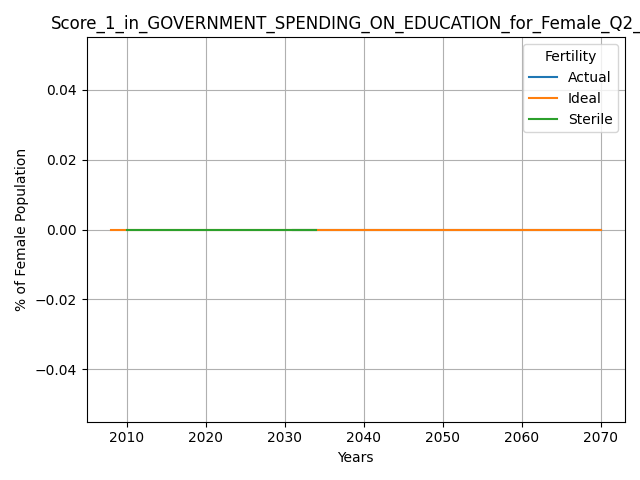 Score_1_in_GOVERNMENT_SPENDING_ON_EDUCATION_for_Female_Q2_
Fertility
Actual
Ideal
Sterile
% of Female Population
0.04
0.02
0.00
−0.02
−0.04
2010 2020 2030 2040 2050 2060 2070
Years